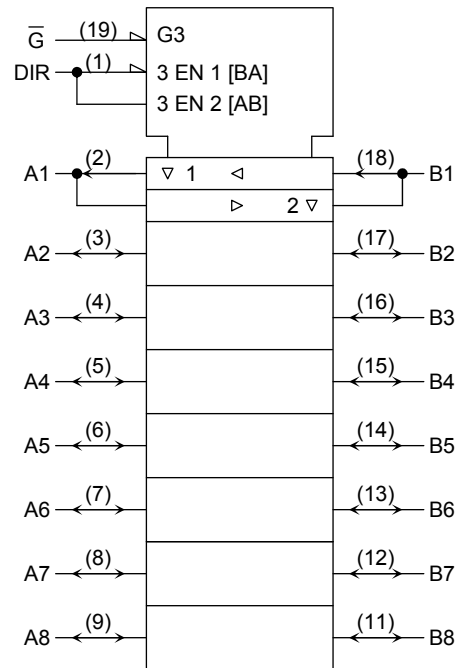 G̅ (19) G3
DIR (1) 3 EN 1 [BA]
3 EN 2 [AB]
A1 (2) ▽ 1 ◁ (18) B1
▷ 2 ▽
A2 (3) (17) B2
A3 (4) (16) B3
A4 (5) (15) B4
A5 (6) (14) B5
A6 (7) (13) B6
A7 (8) (12) B7
A8 (9) (11) B8